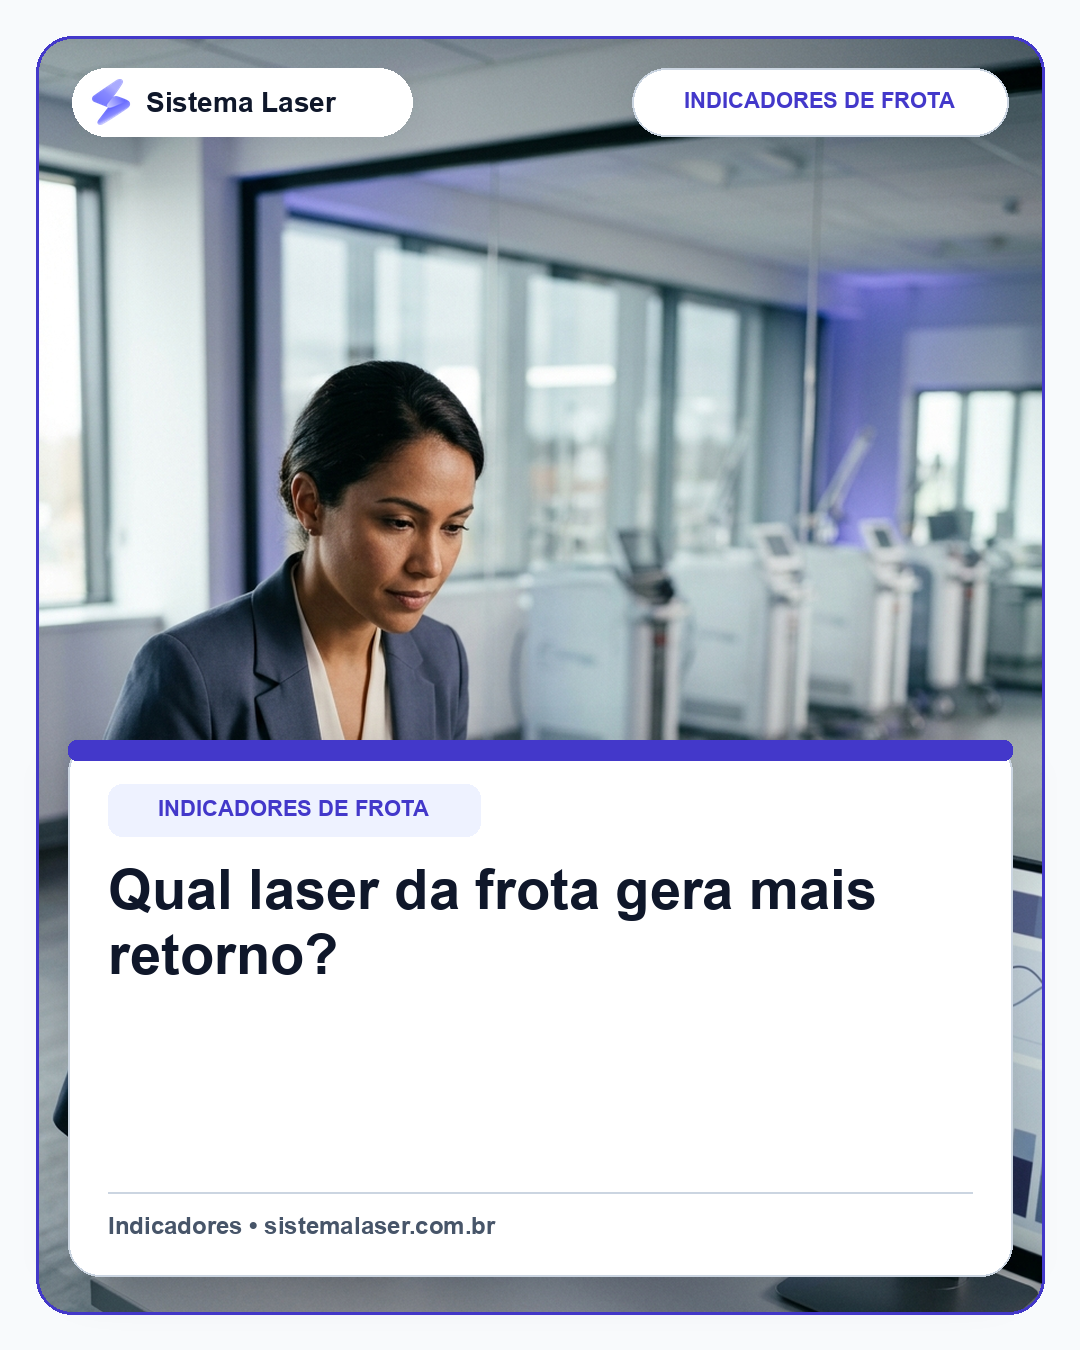 Sistema Laser
INDICADORES DE FROTA
INDICADORES DE FROTA
Qual laser da frota gera mais
retorno?
Indicadores • sistemalaser.com.br